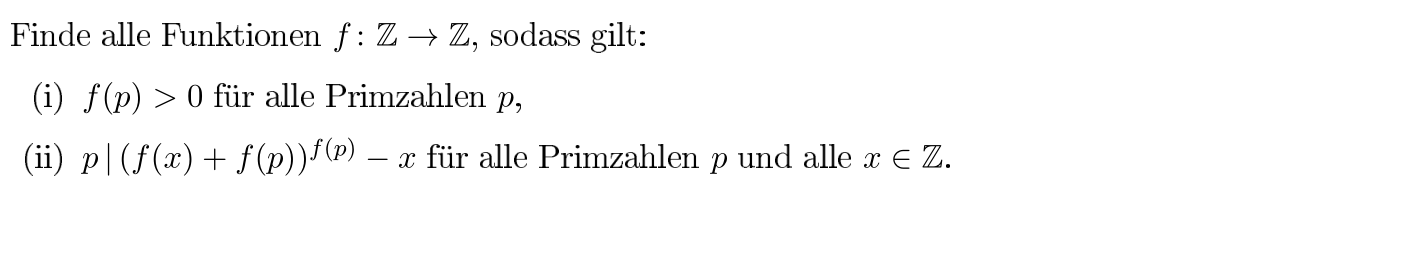 Finde alle Funktionen f: ℤ → ℤ, sodass gilt:
(i) f(p) > 0 für alle Primzahlen p,
(ii) p | (f(x) + f(p))^{f(p)} − x für alle Primzahlen p und alle x ∈ ℤ.